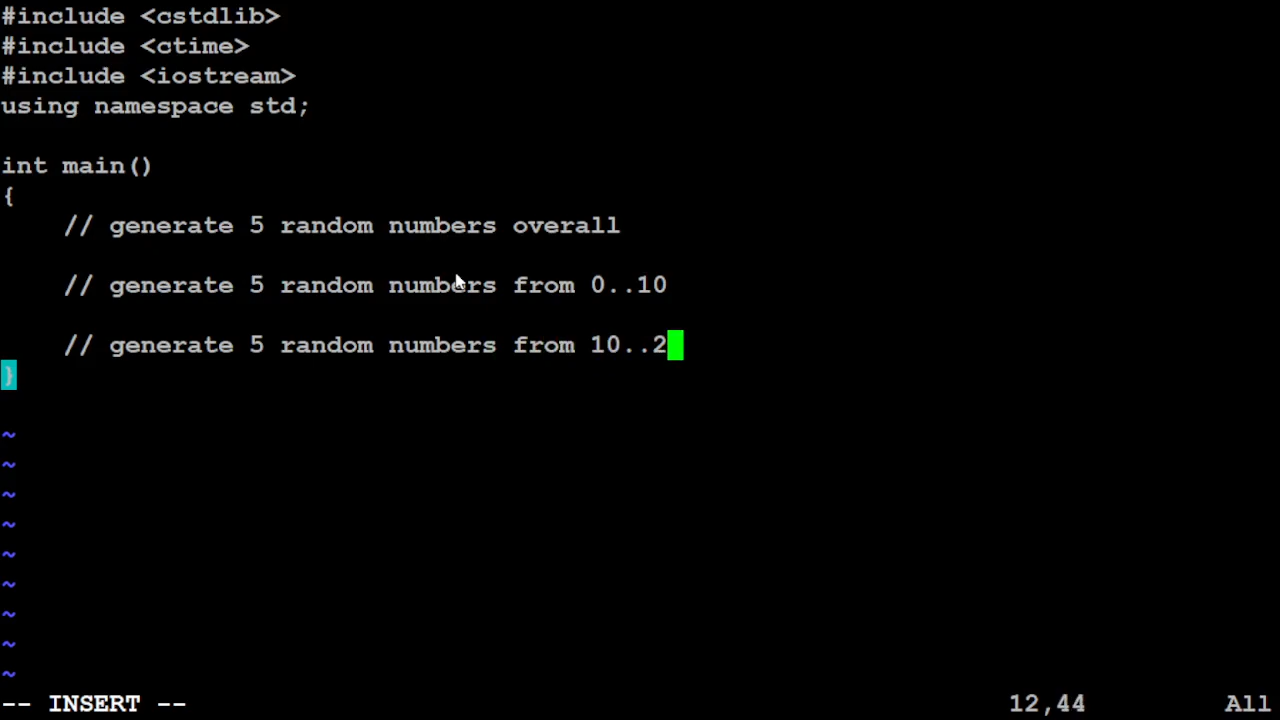 #include <cstdlib>
#include <ctime>
#include <iostream>
using namespace std;
int main()
{
// generate 5 random numbers overall
// generate 5 random numbers from 0..10
// generate 5 random numbers from 10..2
}
~
~
~
~
~
~
~
~
~
-- INSERT -- 12,44 All